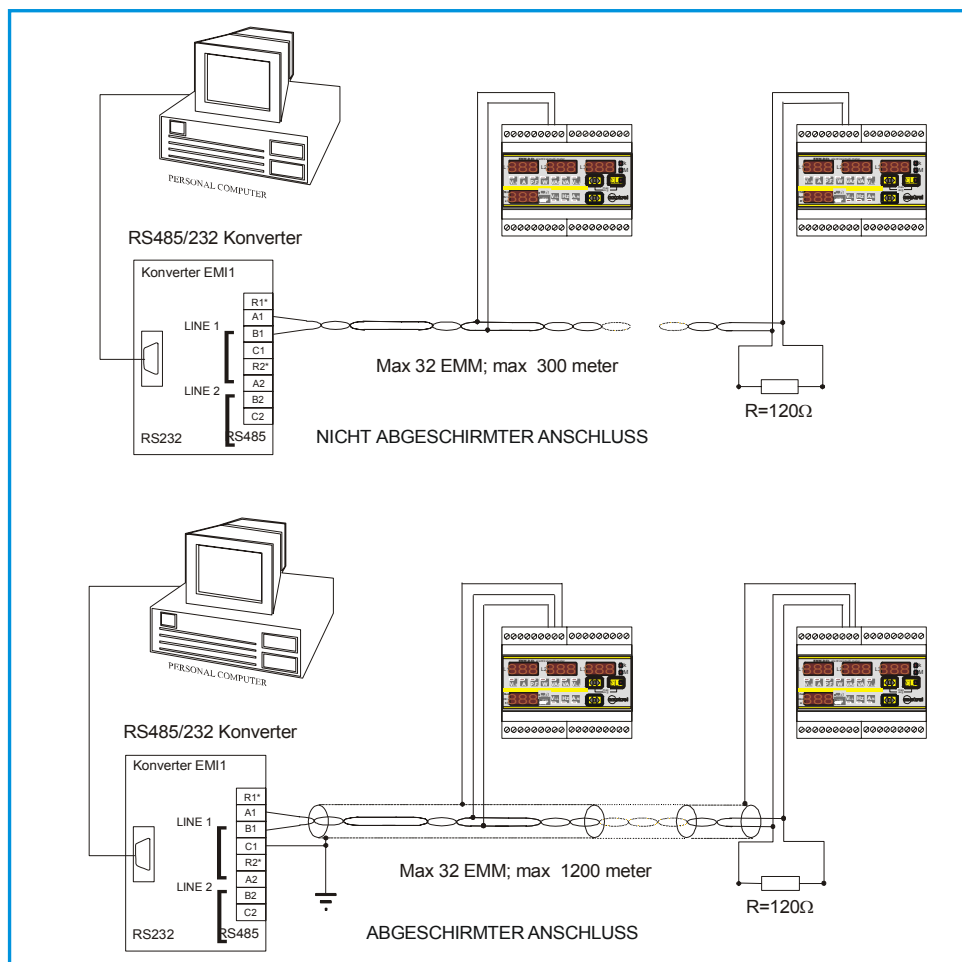 PERSONAL COMPUTER
RS485/232 Konverter
Konverter EMI1
R1*
LINE 1
A1
B1
C1
R2*
LINE 2
A2
B2
C2
RS232
RS485
Max 32 EMM; max 300 meter
R=120Ω
NICHT ABGESCHIRMTER ANSCHLUSS
PERSONAL COMPUTER
RS485/232 Konverter
Konverter EMI1
R1*
LINE 1
A1
B1
C1
R2*
LINE 2
A2
B2
C2
RS232
RS485
Max 32 EMM; max 1200 meter
R=120Ω
ABGESCHIRMTER ANSCHLUSS